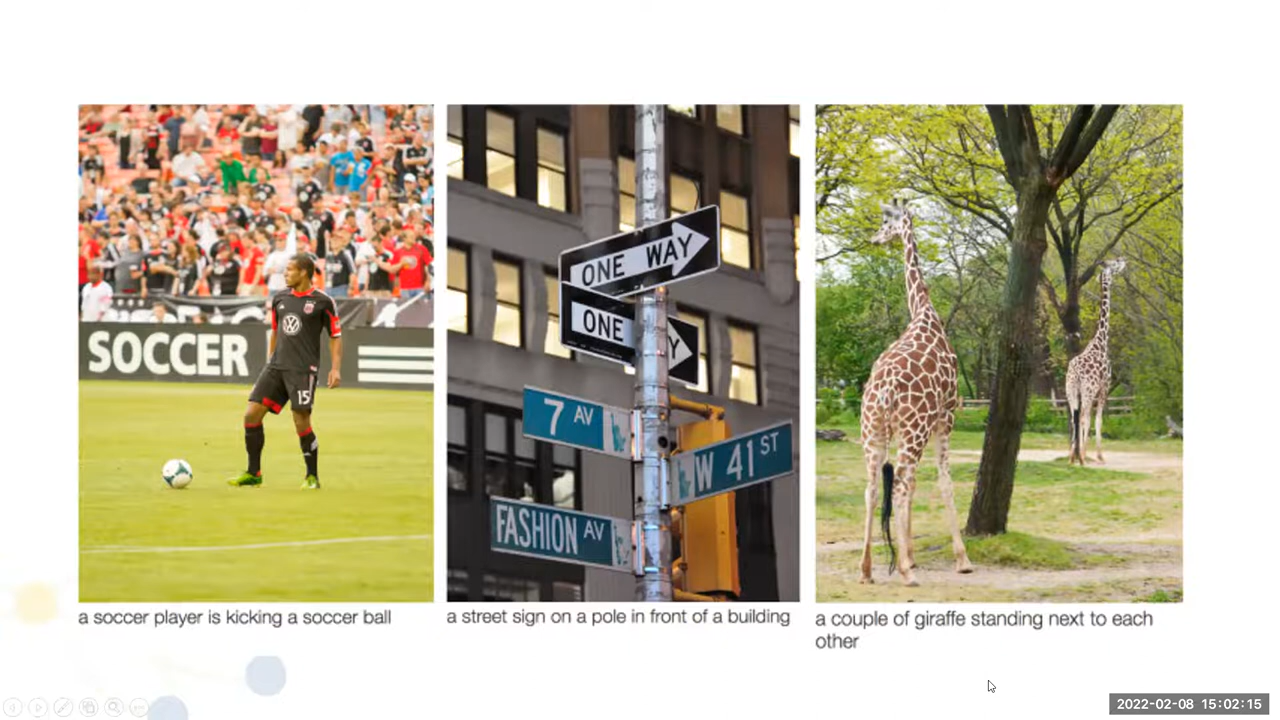 SOCCER
15
ONE WAY
ONE Y
7 AV
W 41 ST
FASHION AV
a soccer player is kicking a soccer ball
a street sign on a pole in front of a building
a couple of giraffe standing next to each
other
2022-02-08 15:02:15